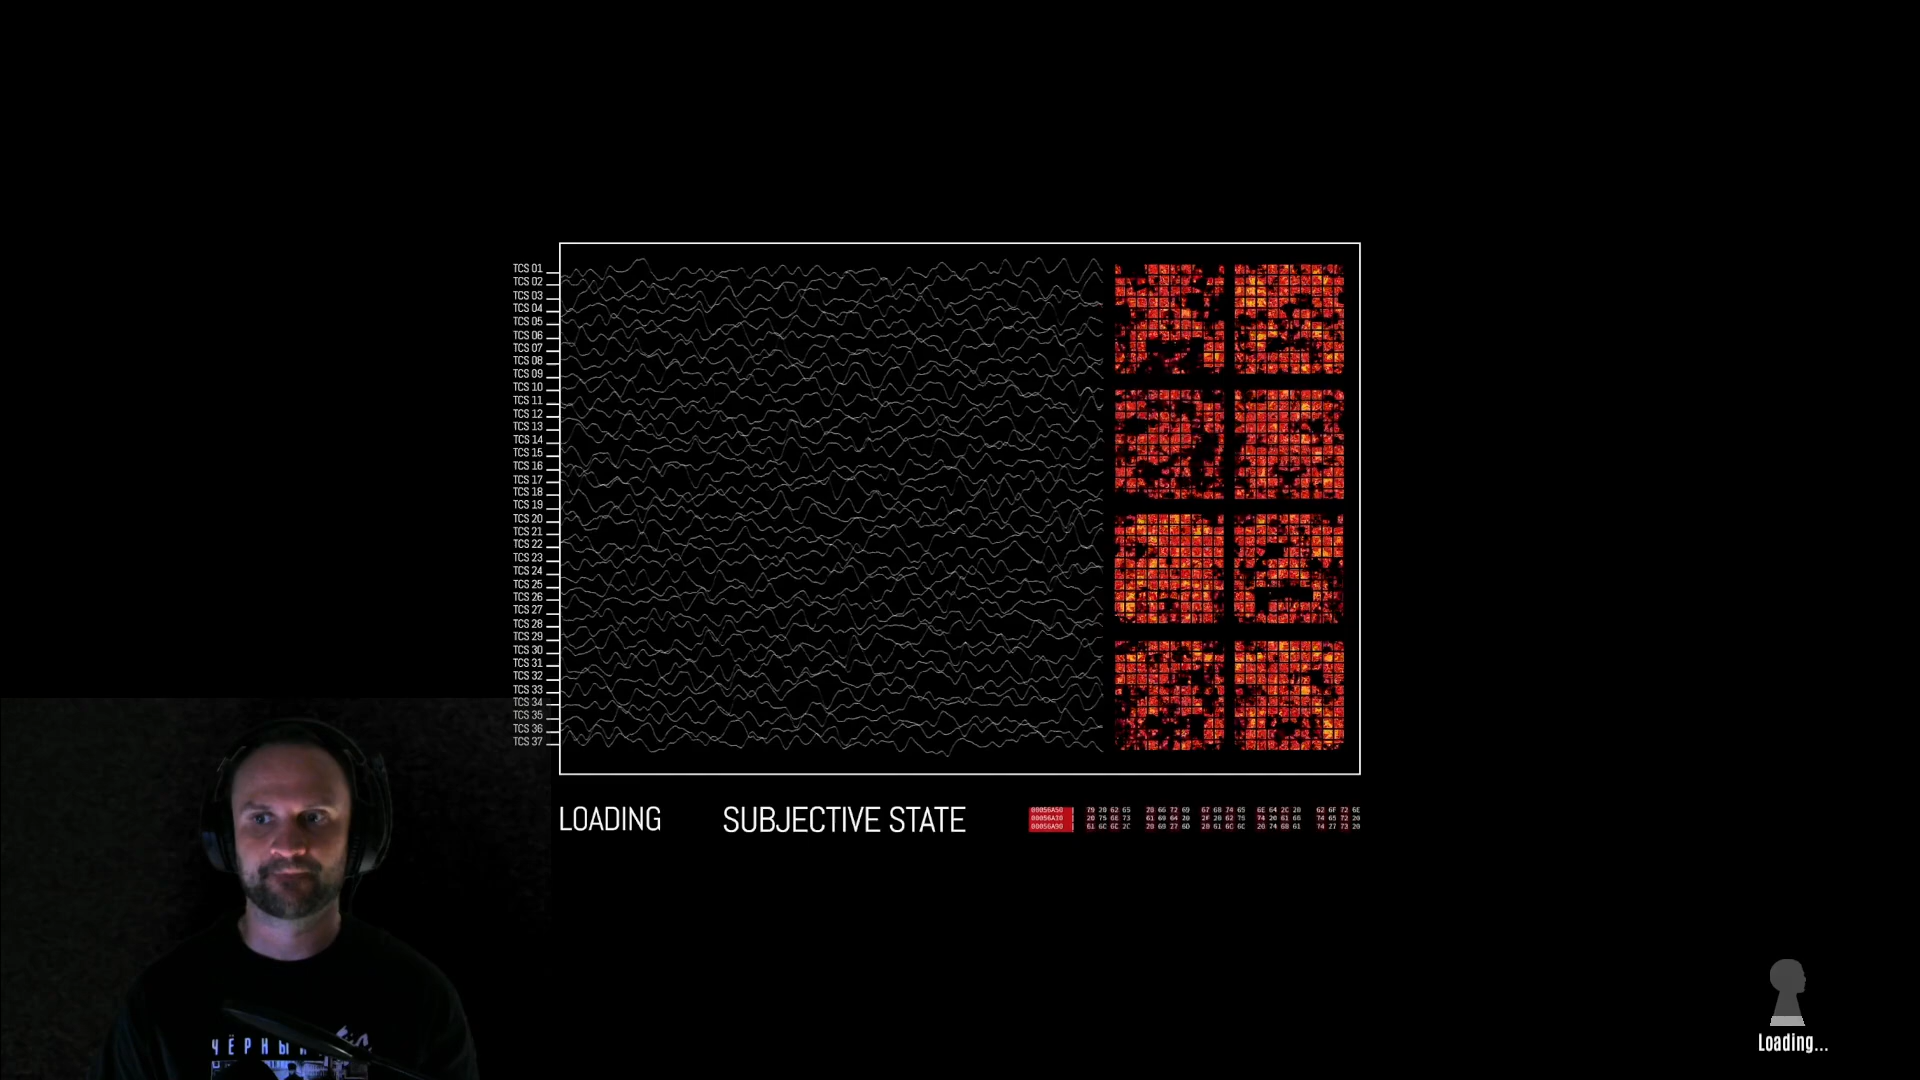 TCS 01
TCS 02
TCS 03
TCS 04
TCS 05
TCS 06
TCS 07
TCS 08
TCS 09
TCS 10
TCS 11
TCS 12
TCS 13
TCS 14
TCS 15
TCS 16
TCS 17
TCS 18
TCS 19
TCS 20
TCS 21
TCS 22
TCS 23
TCS 24
TCS 25
TCS 26
TCS 27
TCS 28
TCS 29
TCS 30
TCS 31
TCS 32
TCS 33
TCS 34
TCS 35
TCS 36
TCS 37
LOADING SUBJECTIVE STATE
Loading...